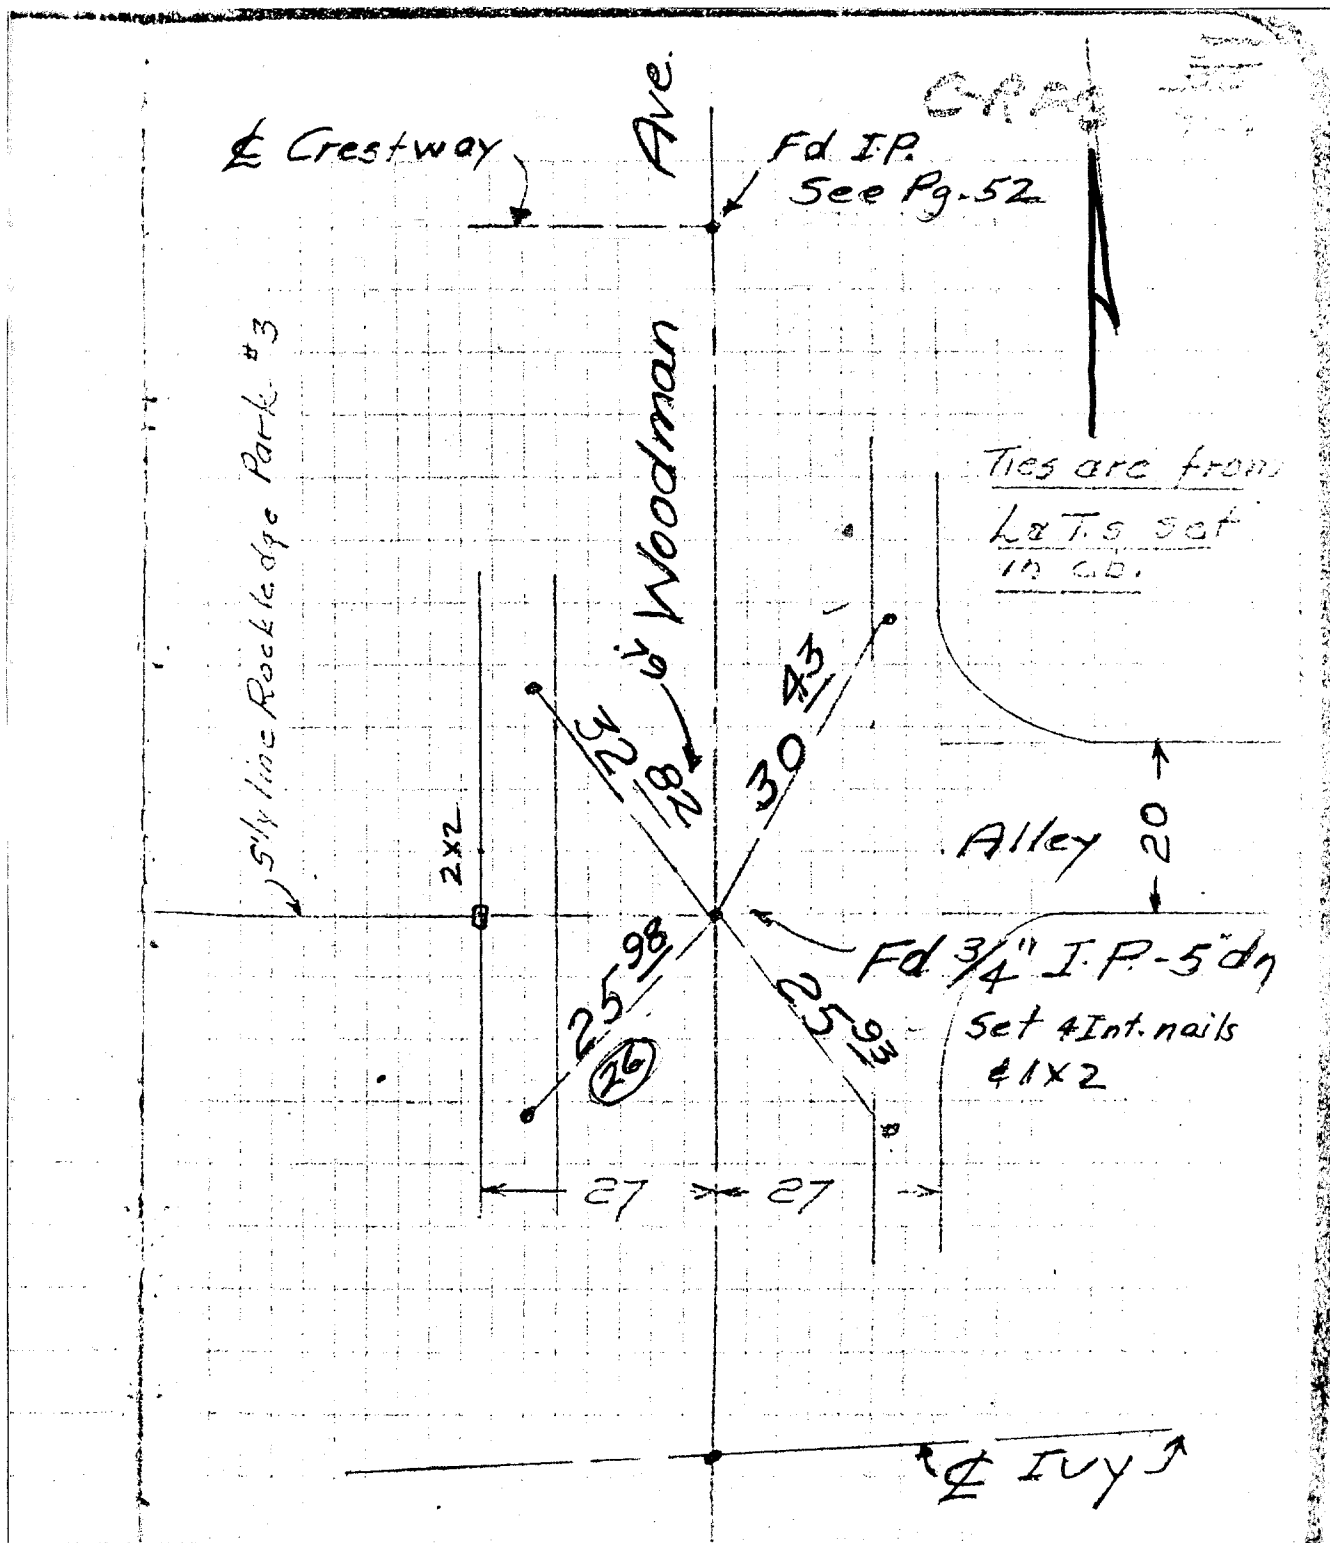 ℄ Crestway
Ave.
Fd I.P.
See Pg. 52
S'ly line Rockledge Park #3
Woodman
Ties are from
L&T.s set
in c.b.
32 82
30 43
2x2
Alley
20
25 98
26
25 93
Fd 3/4" I.P.-5"dn
Set 4 Int. nails
& 1x2
27
27
℄ Ivy